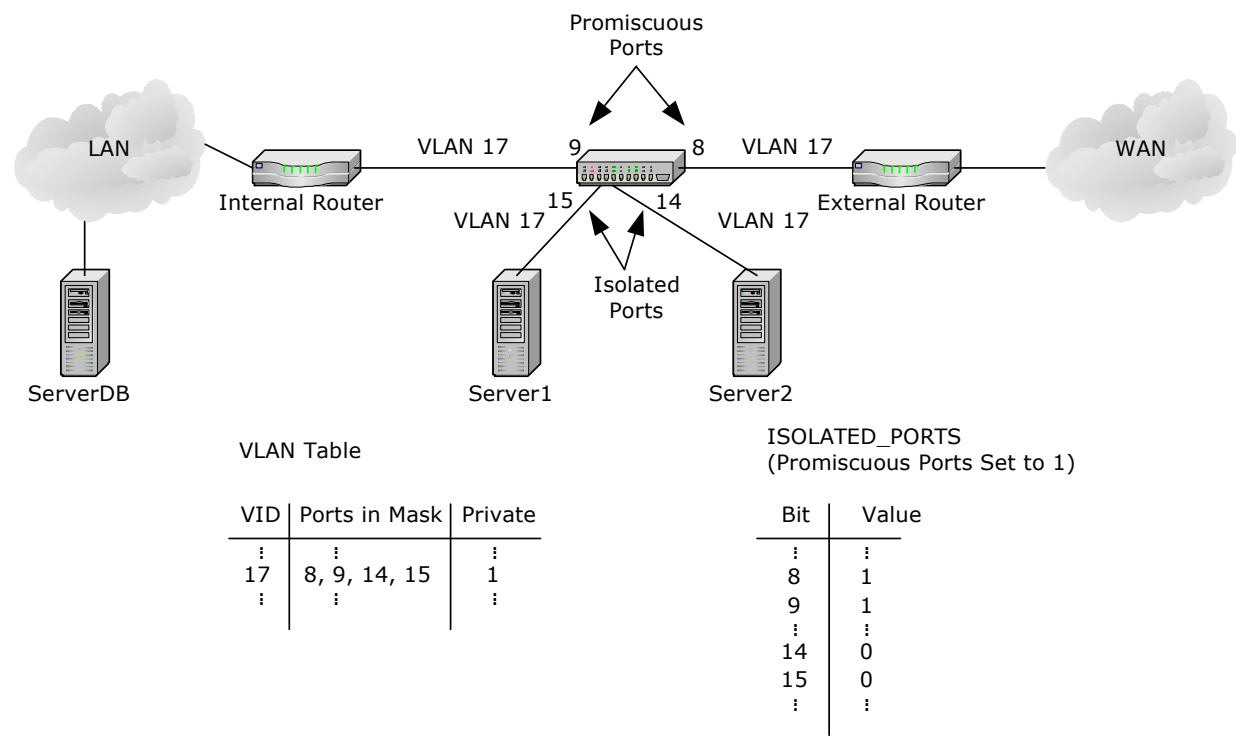 Promiscuous
Ports
LAN
VLAN 17
9
8
VLAN 17
WAN
Internal Router
15
14
External Router
VLAN 17
VLAN 17
Isolated
Ports
ServerDB
Server1
Server2
VLAN Table
VID Ports in Mask Private
17 8, 9, 14, 15 1
ISOLATED_PORTS
(Promiscuous Ports Set to 1)
Bit Value
8 1
9 1
14 0
15 0